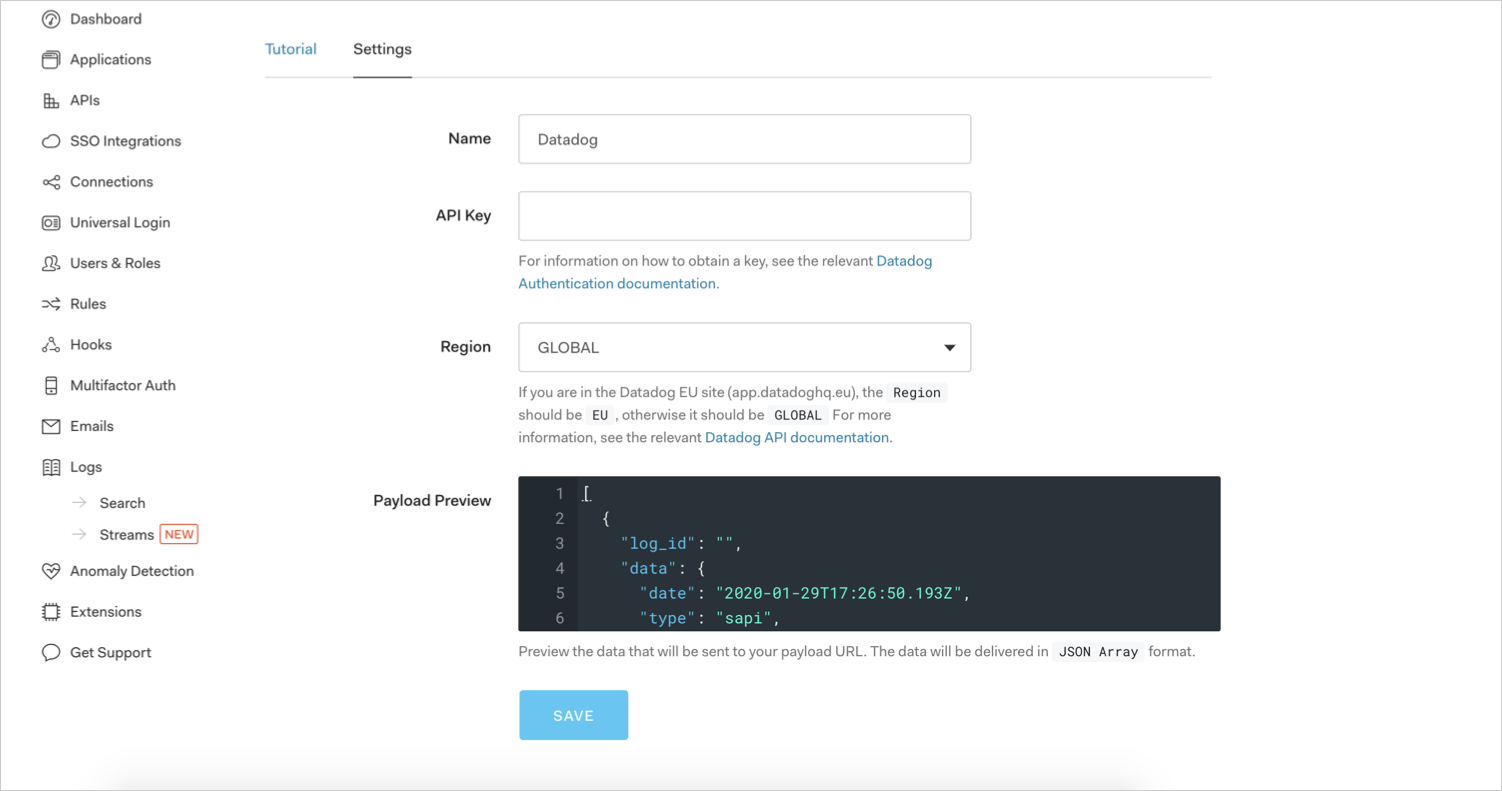 Dashboard
Applications
APIs
SSO Integrations
Connections
Universal Login
Users & Roles
Rules
Hooks
Multifactor Auth
Emails
Logs
Search
Streams NEW
Anomaly Detection
Extensions
Get Support
Tutorial Settings
Name Datadog
API Key
For information on how to obtain a key, see the relevant Datadog
Authentication documentation.
Region GLOBAL
If you are in the Datadog EU site (app.datadoghq.eu), the Region
should be EU , otherwise it should be GLOBAL For more
information, see the relevant Datadog API documentation.
Payload Preview
1 [
2 {
3 "log_id": "",
4 "data": {
5 "date": "2020-01-29T17:26:50.193Z",
6 "type": "sapi",
Preview the data that will be sent to your payload URL. The data will be delivered in JSON Array format.
SAVE